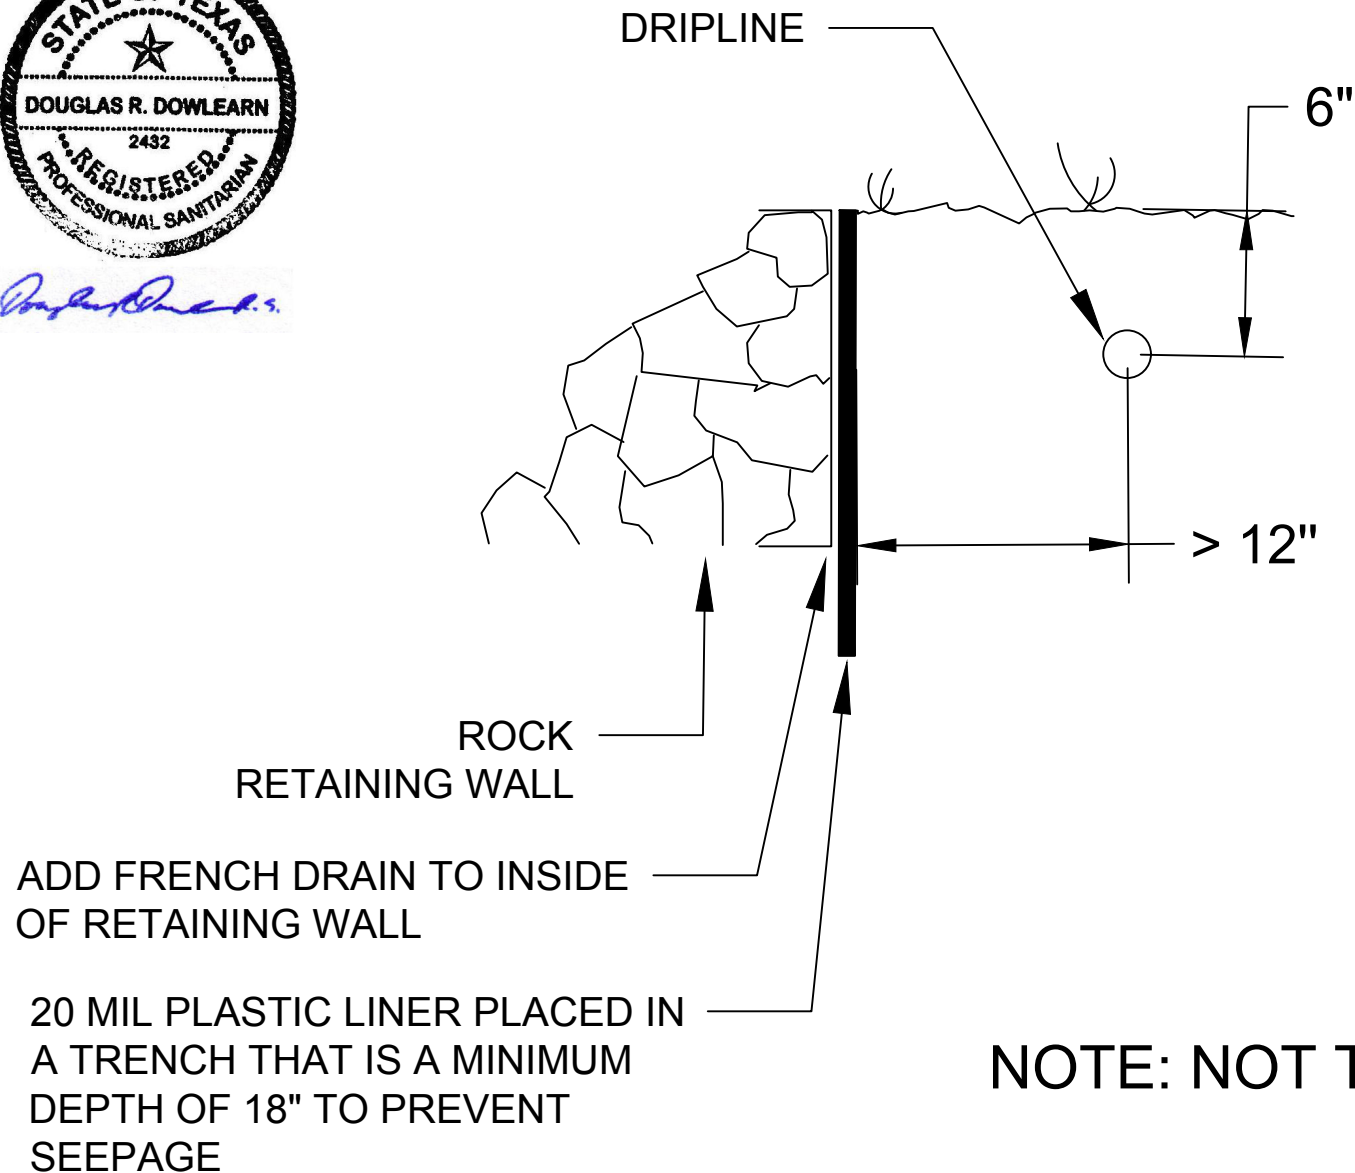 STATE OF TEXAS
DOUGLAS R. DOWLEARN
2432
REGISTERED
PROFESSIONAL SANITARIAN
DRIPLINE
6"
> 12"
ROCK
RETAINING WALL
ADD FRENCH DRAIN TO INSIDE
OF RETAINING WALL
20 MIL PLASTIC LINER PLACED IN
A TRENCH THAT IS A MINIMUM
DEPTH OF 18" TO PREVENT
SEEPAGE
NOTE: NOT T